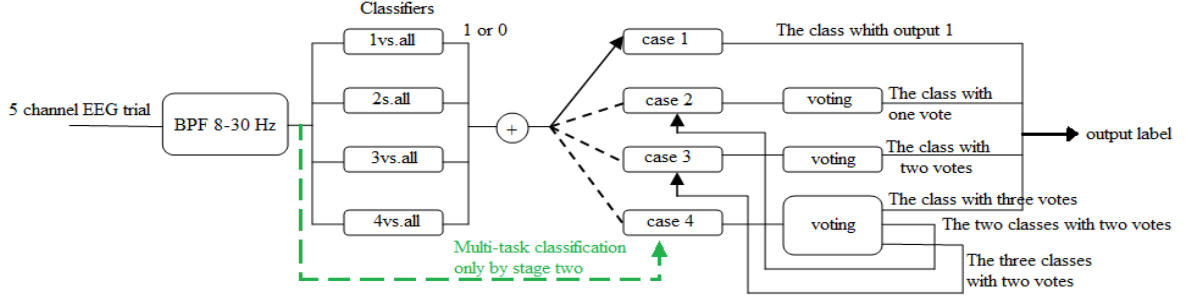 Classifiers
1 or 0
1vs.all
2s.all
3vs.all
4vs.all
5 channel EEG trial
BPF 8-30 Hz
+
case 1
The class whith output 1
case 2
voting
The class with
one vote
case 3
voting
The class with
two votes
case 4
voting
The class with three votes
The two classes with two votes
The three classes
with two votes
output label
Multi-task classification
only by stage two